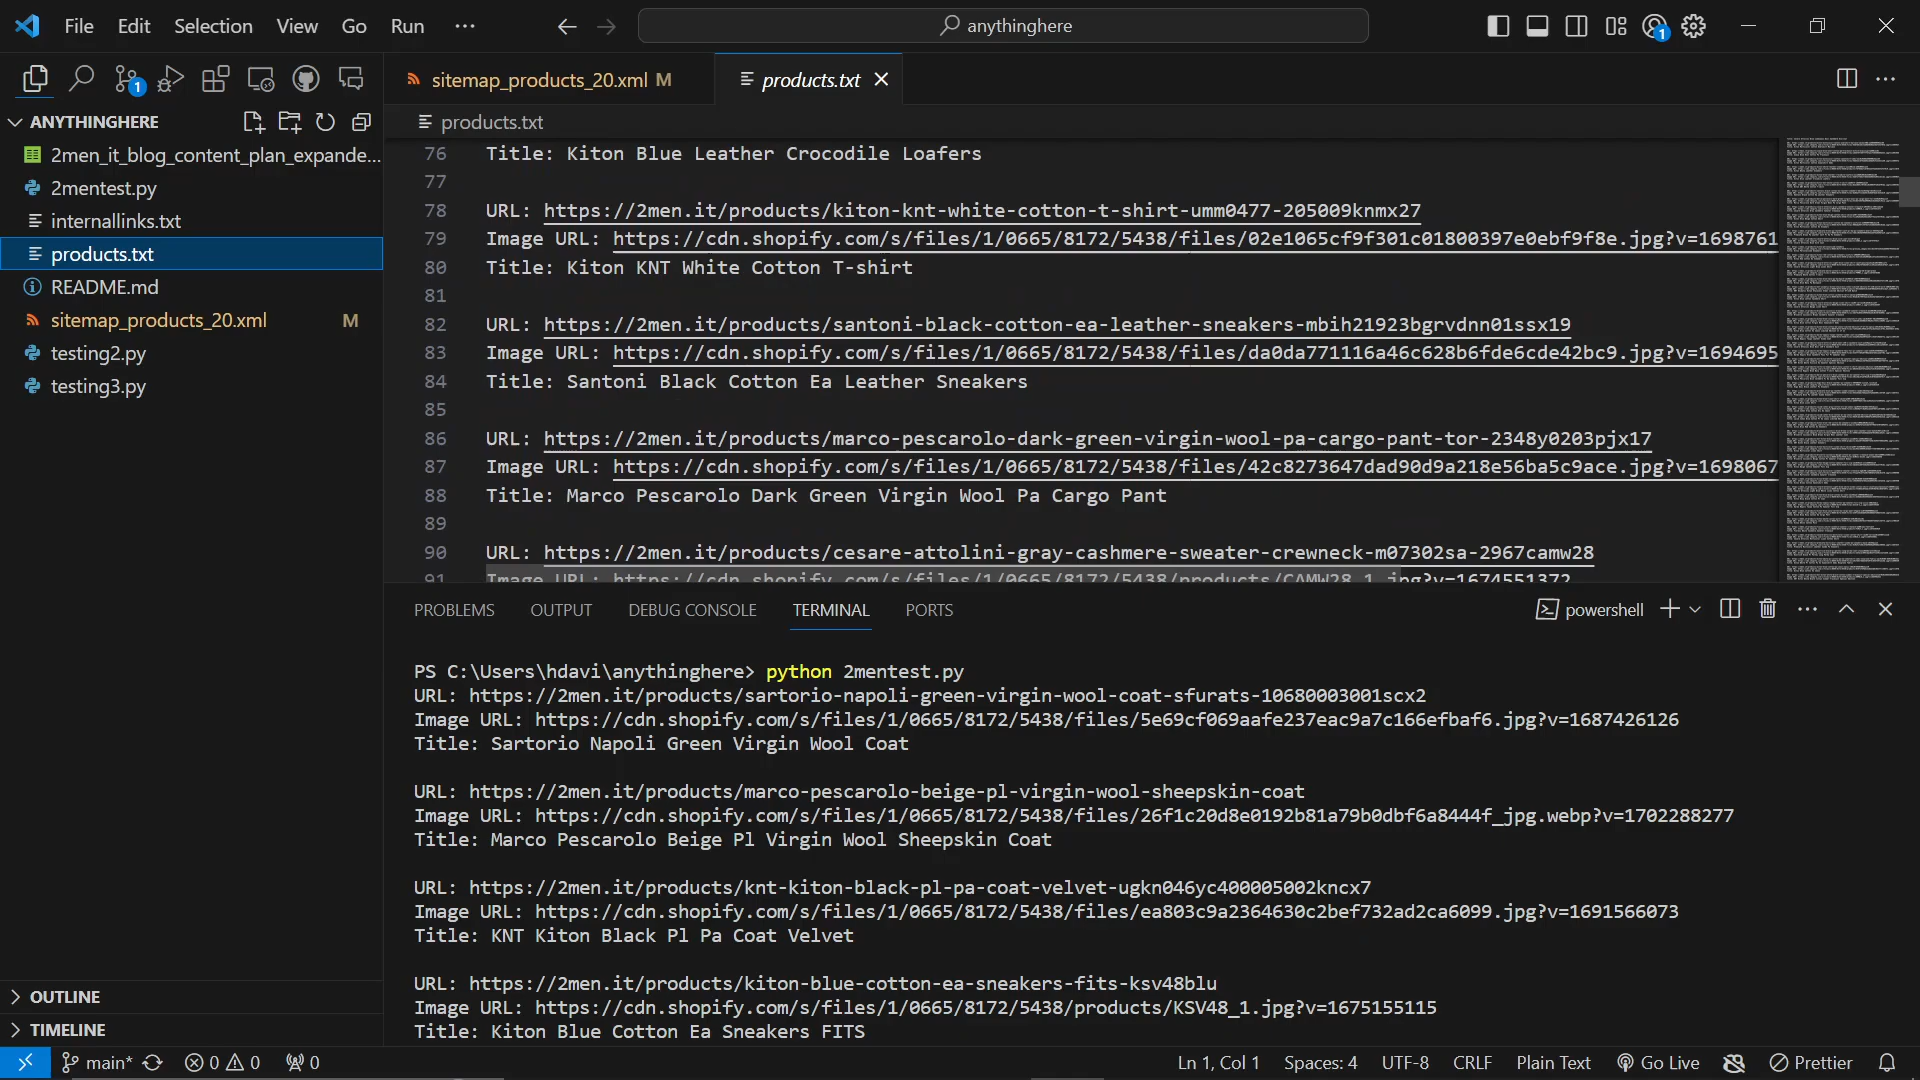 File Edit Selection View Go Run ···
anythinghere
1
1
sitemap_products_20.xml M
products.txt
ANYTHINGHERE
products.txt
2men_it_blog_content_plan_expande...
2mentest.py
internallinks.txt
products.txt
README.md
sitemap_products_20.xml M
testing2.py
testing3.py
76 Title: Kiton Blue Leather Crocodile Loafers
77
78 URL: https://2men.it/products/kiton-knt-white-cotton-t-shirt-umm0477-205009knmx27
79 Image URL: https://cdn.shopify.com/s/files/1/0665/8172/5438/files/02e1065cf9f301c01800397e0ebf9f8e.jpg?v=1698761
80 Title: Kiton KNT White Cotton T-shirt
81
82 URL: https://2men.it/products/santoni-black-cotton-ea-leather-sneakers-mbih21923bgrvdnn01ssx19
83 Image URL: https://cdn.shopify.com/s/files/1/0665/8172/5438/files/da0da771116a46c628b6fde6cde42bc9.jpg?v=1694695
84 Title: Santoni Black Cotton Ea Leather Sneakers
85
86 URL: https://2men.it/products/marco-pescarolo-dark-green-virgin-wool-pa-cargo-pant-tor-2348y0203pjx17
87 Image URL: https://cdn.shopify.com/s/files/1/0665/8172/5438/files/42c8273647dad90d9a218e56ba5c9ace.jpg?v=1698067
88 Title: Marco Pescarolo Dark Green Virgin Wool Pa Cargo Pant
89
90 URL: https://2men.it/products/cesare-attolini-gray-cashmere-sweater-crewneck-m07302sa-2967camw28
91 Image URL: https://cdn.shopify.com/s/files/1/0665/8172/5438/products/CAMW28_1.jpg?v=1674551372
PROBLEMS OUTPUT DEBUG CONSOLE TERMINAL PORTS
powershell
PS C:\Users\hdavi\anythinghere> python 2mentest.py
URL: https://2men.it/products/sartorio-napoli-green-virgin-wool-coat-sfurats-10680003001scx2
Image URL: https://cdn.shopify.com/s/files/1/0665/8172/5438/files/5e69cf069aafe237eac9a7c166efbaf6.jpg?v=1687426126
Title: Sartorio Napoli Green Virgin Wool Coat
URL: https://2men.it/products/marco-pescarolo-beige-pl-virgin-wool-sheepskin-coat
Image URL: https://cdn.shopify.com/s/files/1/0665/8172/5438/files/26f1c20d8e0192b81a79b0dbf6a8444f_jpg.webp?v=1702288277
Title: Marco Pescarolo Beige Pl Virgin Wool Sheepskin Coat
URL: https://2men.it/products/knt-kiton-black-pl-pa-coat-velvet-ugkn046yc400005002kncx7
Image URL: https://cdn.shopify.com/s/files/1/0665/8172/5438/files/ea803c9a2364630c2bef732ad2ca6099.jpg?v=1691566073
Title: KNT Kiton Black Pl Pa Coat Velvet
URL: https://2men.it/products/kiton-blue-cotton-ea-sneakers-fits-ksv48blu
Image URL: https://cdn.shopify.com/s/files/1/0665/8172/5438/products/KSV48_1.jpg?v=1675155115
Title: Kiton Blue Cotton Ea Sneakers FITS
OUTLINE
TIMELINE
main* 0 0 0
Ln 1, Col 1 Spaces: 4 UTF-8 CRLF Plain Text Go Live Prettier